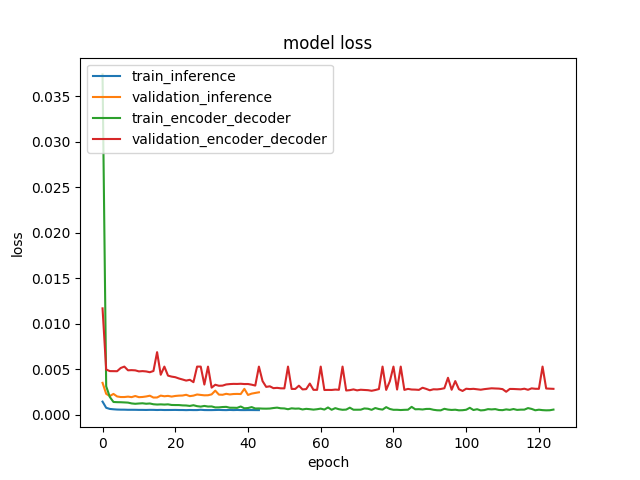 model loss
train_inference
validation_inference
train_encoder_decoder
validation_encoder_decoder
loss
0.035
0.030
0.025
0.020
0.015
0.010
0.005
0.000
0 20 40 60 80 100 120
epoch